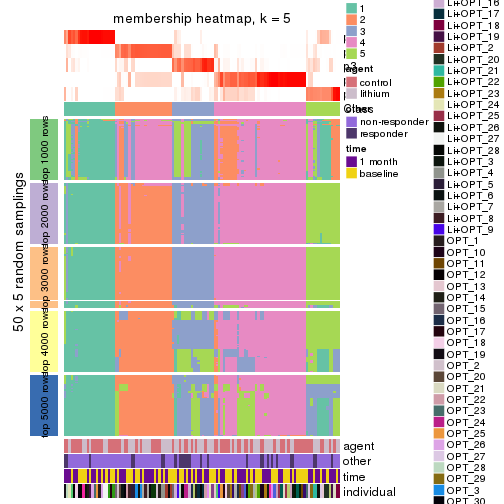 membership heatmap, k = 5
50 x 5 random samplings
top 1000 rows
top 2000 rows
top 3000 rows
top 4000 rows
top 5000 rows
Class
agent
other
time
individual
1
2
3
4
5
agent
control
lithium
non-responder
responder
time
1 month
baseline
Li+OPT_16
Li+OPT_17
Li+OPT_18
Li+OPT_19
Li+OPT_2
Li+OPT_20
Li+OPT_21
Li+OPT_22
Li+OPT_23
Li+OPT_24
Li+OPT_25
Li+OPT_26
Li+OPT_27
Li+OPT_28
Li+OPT_3
Li+OPT_4
Li+OPT_5
Li+OPT_6
Li+OPT_7
Li+OPT_8
Li+OPT_9
OPT_1
OPT_10
OPT_11
OPT_12
OPT_13
OPT_14
OPT_15
OPT_16
OPT_17
OPT_18
OPT_19
OPT_2
OPT_20
OPT_21
OPT_22
OPT_23
OPT_24
OPT_25
OPT_26
OPT_27
OPT_28
OPT_29
OPT_3
OPT_30